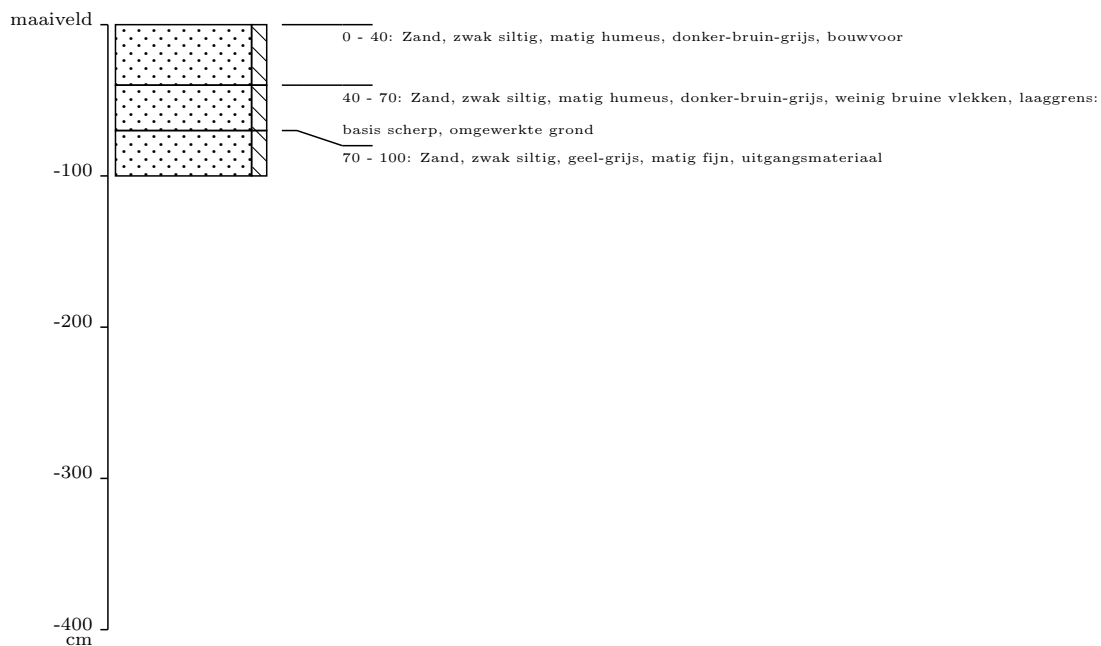 maaiveld
0 - 40: Zand, zwak siltig, matig humeus, donker-bruin-grijs, bouwvoor
40 - 70: Zand, zwak siltig, matig humeus, donker-bruin-grijs, weinig bruine vlekken, laaggrens:
basis scherp, omgewerkte grond
70 - 100: Zand, zwak siltig, geel-grijs, matig fijn, uitgangsmateriaal
-100
-200
-300
-400
cm